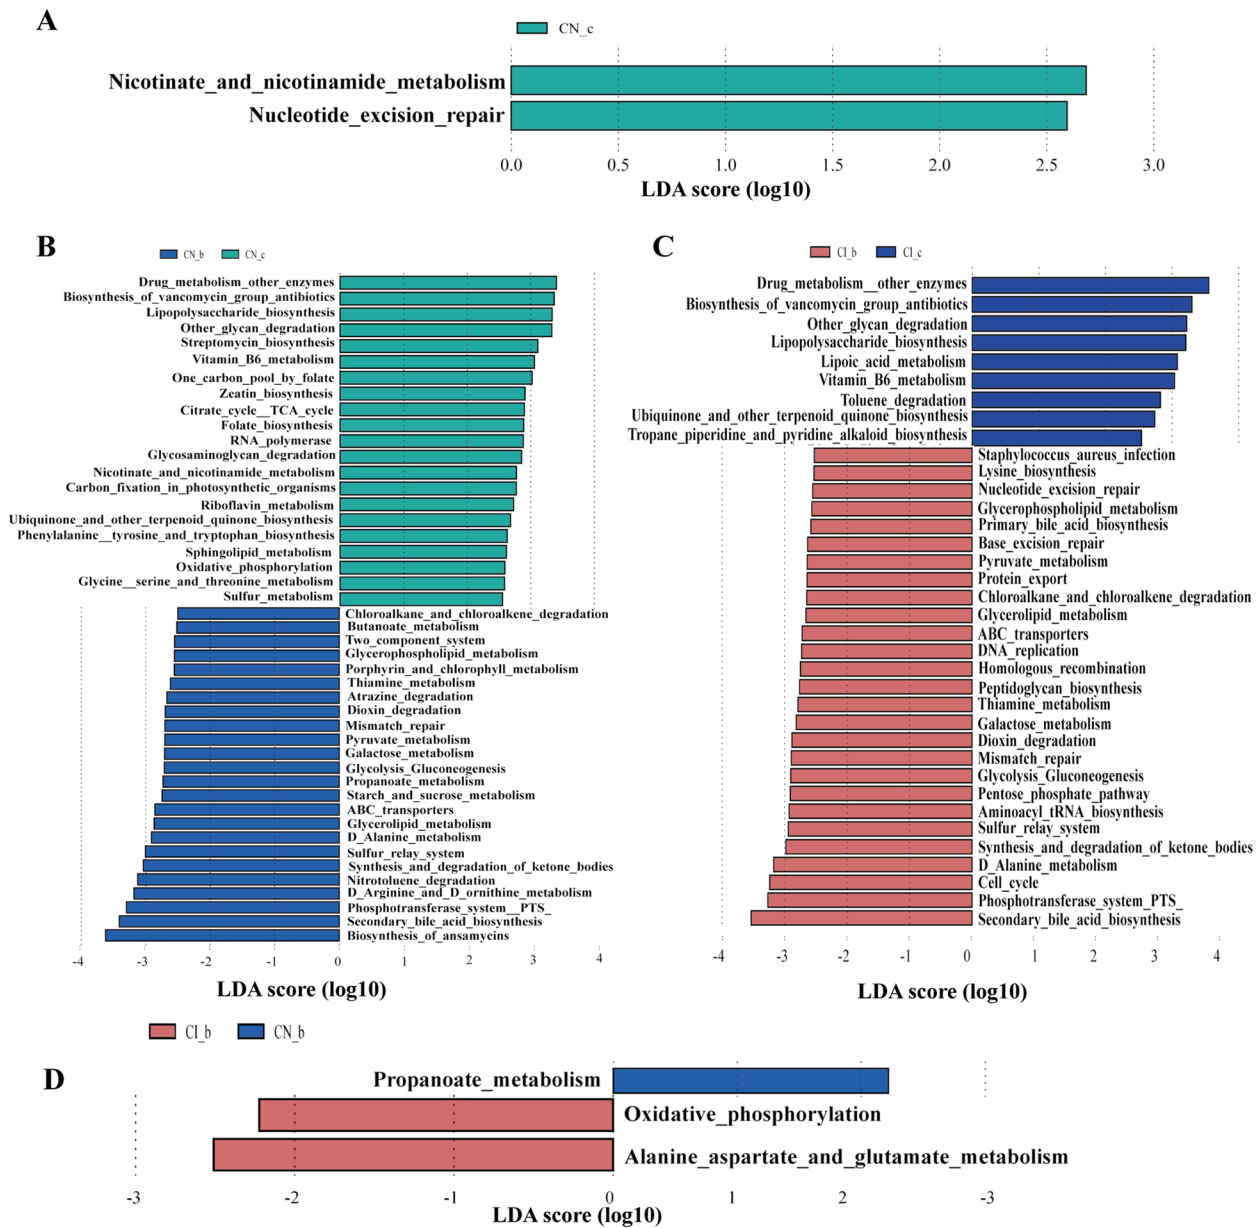 A
CN_c
Nicotinate_and_nicotinamide_metabolism
Nucleotide_excision_repair
0.0 0.5 1.0 1.5 2.0 2.5 3.0
LDA score (log10)
B
CN_b CN_c
Drug_metabolism_other_enzymes
Biosynthesis_of_vancomycin_group_antibiotics
Lipopolysaccharide_biosynthesis
Other_glycan_degradation
Streptomycin_biosynthesis
Vitamin_B6_metabolism
One_carbon_pool_by_folate
Zeatin_biosynthesis
Citrate_cycle__TCA_cycle
Folate_biosynthesis
RNA_polymerase
Glycosaminoglycan_degradation
Nicotinate_and_nicotinamide_metabolism
Carbon_fixation_in_photosynthetic_organisms
Riboflavin_metabolism
Ubiquinone_and_other_terpenoid_quinone_biosynthesis
Phenylalanine__tyrosine_and_tryptophan_biosynthesis
Sphingolipid_metabolism
Oxidative_phosphorylation
Glycine__serine_and_threonine_metabolism
Sulfur_metabolism
Chloroalkane_and_chloroalkene_degradation
Butanoate_metabolism
Two_component_system
Glycerophospholipid_metabolism
Porphyrin_and_chlorophyll_metabolism
Thiamine_metabolism
Atrazine_degradation
Dioxin_degradation
Mismatch_repair
Pyruvate_metabolism
Galactose_metabolism
Glycolysis_Gluconeogenesis
Propanoate_metabolism
Starch_and_sucrose_metabolism
ABC_transporters
Glycerolipid_metabolism
D_Alanine_metabolism
Sulfur_relay_system
Synthesis_and_degradation_of_ketone_bodies
Nitrotoluene_degradation
D_Arginine_and_D_ornithine_metabolism
Phosphotransferase_system__PTS_
Secondary_bile_acid_biosynthesis
Biosynthesis_of_ansamycins
-4 -3 -2 -1 0 1 2 3 4
LDA score (log10)
C
CI_b CI_c
Drug_metabolism__other_enzymes
Biosynthesis_of_vancomycin_group_antibiotics
Other_glycan_degradation
Lipopolysaccharide_biosynthesis
Lipoic_acid_metabolism
Vitamin_B6_metabolism
Toluene_degradation
Ubiquinone_and_other_terpenoid_quinone_biosynthesis
Tropane_piperidine_and_pyridine_alkaloid_biosynthesis
Staphylococcus_aureus_infection
Lysine_biosynthesis
Nucleotide_excision_repair
Glycerophospholipid_metabolism
Primary_bile_acid_biosynthesis
Base_excision_repair
Pyruvate_metabolism
Protein_export
Chloroalkane_and_chloroalkene_degradation
Glycerolipid_metabolism
ABC_transporters
DNA_replication
Homologous_recombination
Peptidoglycan_biosynthesis
Thiamine_metabolism
Galactose_metabolism
Dioxin_degradation
Mismatch_repair
Glycolysis_Gluconeogenesis
Pentose_phosphate_pathway
Aminoacyl_tRNA_biosynthesis
Sulfur_relay_system
Synthesis_and_degradation_of_ketone_bodies
D_Alanine_metabolism
Cell_cycle
Phosphotransferase_system_PTS_
Secondary_bile_acid_biosynthesis
-4 -3 -2 -1 0 1 2 3 4
LDA score (log10)
CI_b CN_b
D
Propanoate_metabolism
Oxidative_phosphorylation
Alanine_aspartate_and_glutamate_metabolism
-3 -2 -1 0 1 2 -3
LDA score (log10)